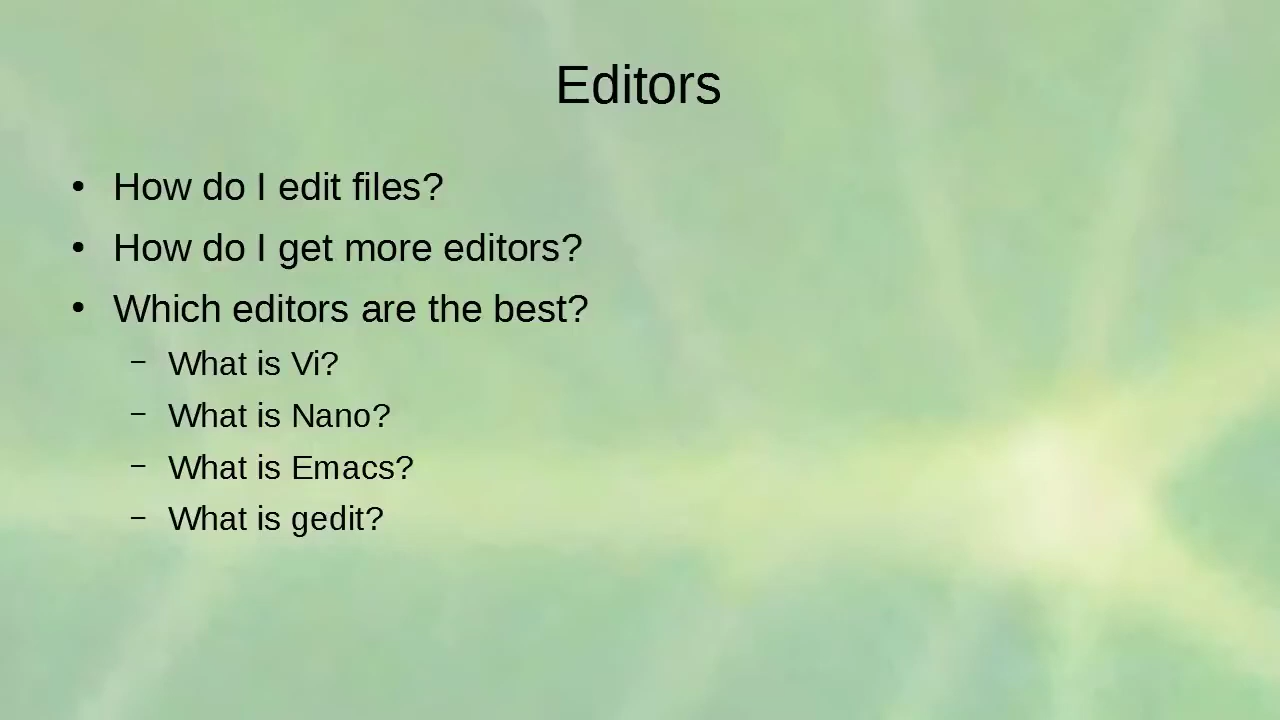 Editors
• How do I edit files?
• How do I get more editors?
• Which editors are the best?
– What is Vi?
– What is Nano?
– What is Emacs?
– What is gedit?